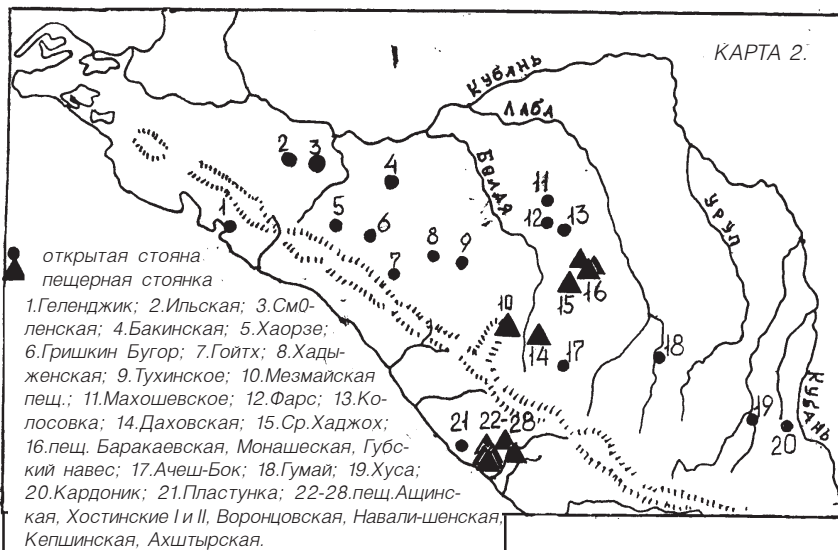 КАРТА 2.
КУБАНЬ
ЛАБА
БЕЛАЯ
УРУП
КУБАНЬ
1
2
3
4
5
6
7
8
9
10
11
12
13
14
15
16
17
18
19
20
21
22-28
открытая стояна
пещерная стоянка
1.Геленджик; 2.Ильская; 3.См0-
ленская; 4.Бакинская; 5.Хаорзе;
6.Гришкин Бугор; 7.Гойтх; 8.Хады-
женская; 9.Тухинское; 10.Мезмайская
пещ.; 11.Махошевское; 12.Фарс; 13.Ко-
лосовка; 14.Даховская; 15.Ср.Хаджох;
16.пещ. Баракаевская, Монашеская, Губс-
кий навес; 17.Ачеш-Бок; 18.Гумай; 19.Хуса;
20.Кардоник; 21.Пластунка; 22-28.пещ.Ащинс-
кая, Хостинские I и II, Воронцовская, Навали-шенская,
Кепшинская, Ахштырская.